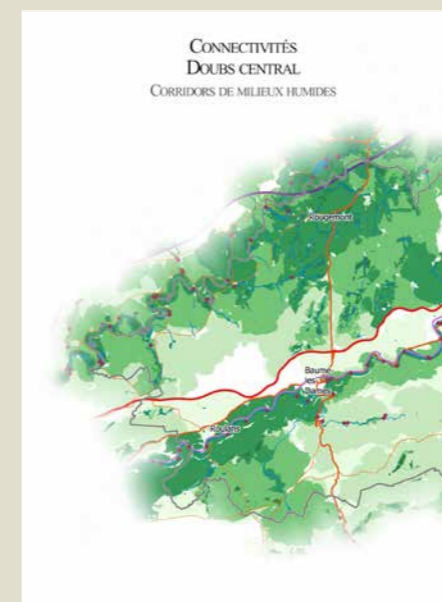 CONNECTIVITÉS
DOUBS CENTRAL
CORRIDORS DE MILIEUX HUMIDES
Rougemont
Baume
les
Dames
Roulans